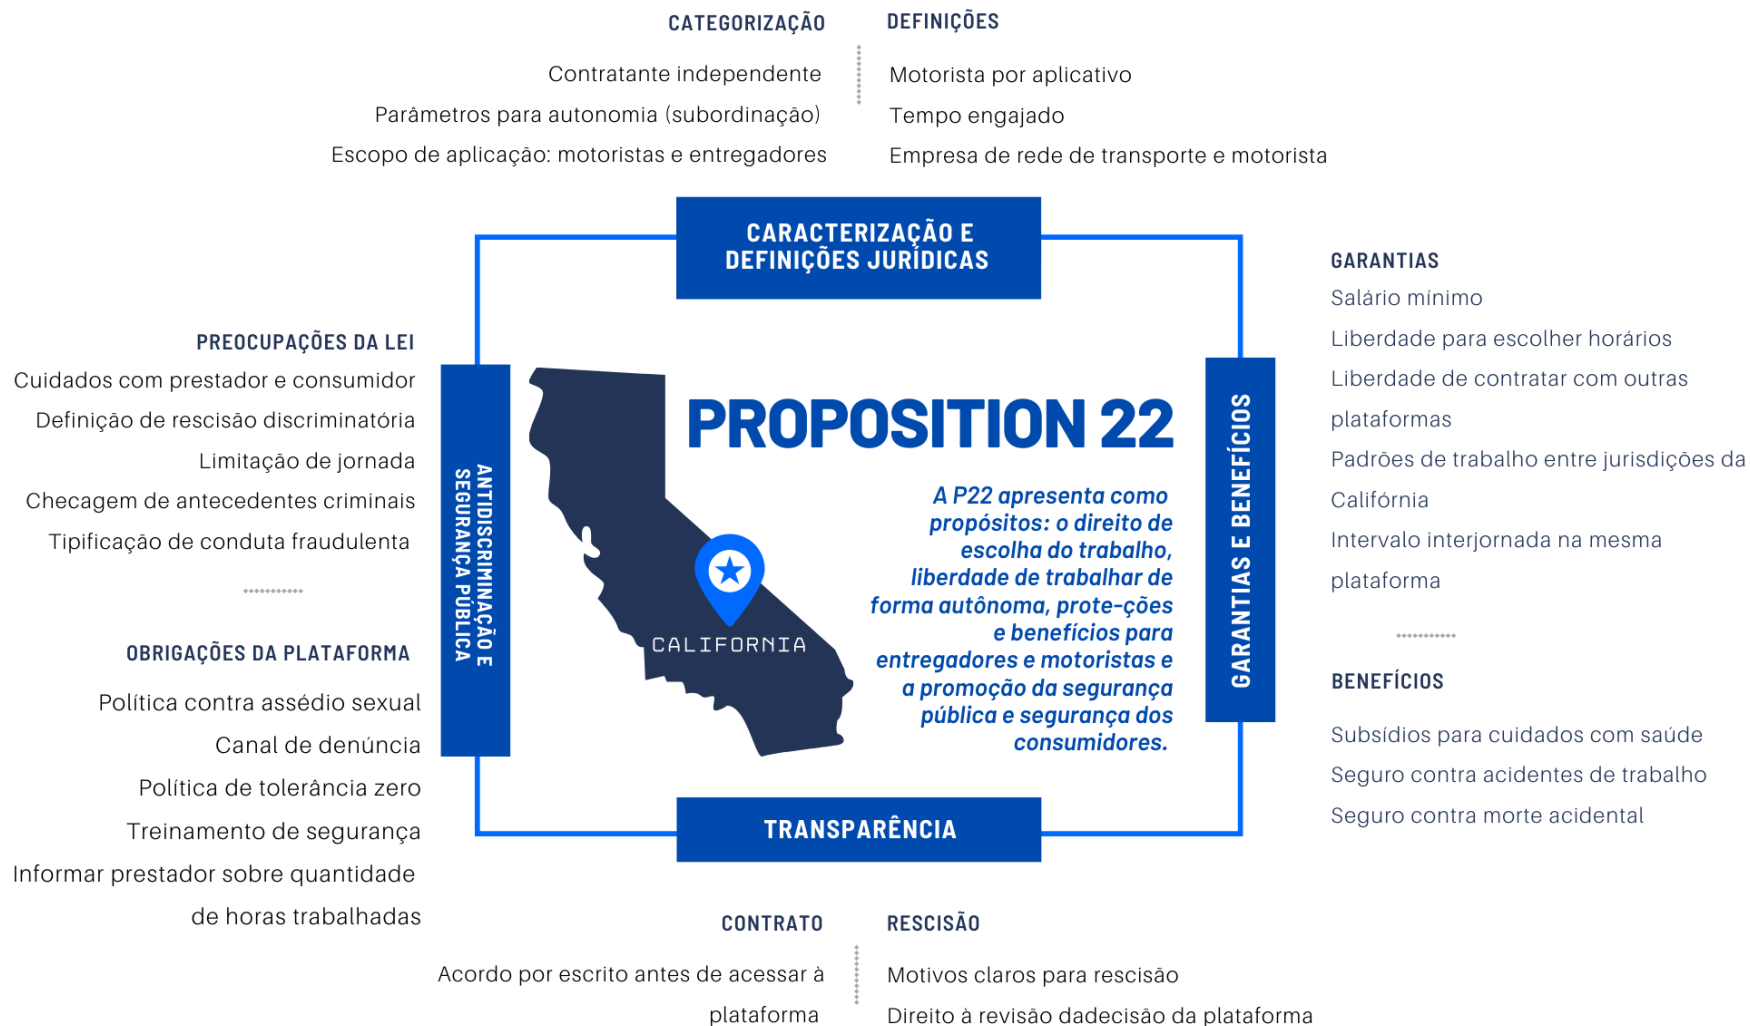 CATEGORIZAÇÃO
Contratante independente
Parâmetros para autonomia (subordinação)
Escopo de aplicação: motoristas e entregadores
DEFINIÇÕES
Motorista por aplicativo
Tempo engajado
Empresa de rede de transporte e motorista
CARACTERIZAÇÃO E
DEFINIÇÕES JURÍDICAS
PREOCUPAÇÕES DA LEI
Cuidados com prestador e consumidor
Definição de rescisão discriminatória
Limitação de jornada
Checagem de antecedentes criminais
Tipificação de conduta fraudulenta
OBRIGAÇÕES DA PLATAFORMA
Política contra assédio sexual
Canal de denúncia
Política de tolerância zero
Treinamento de segurança
Informar prestador sobre quantidade
de horas trabalhadas
ANTIDISCRIMINAÇÃO E
SEGURANÇA PÚBLICA
PROPOSITION 22
A P22 apresenta como
propósitos: o direito de
escolha do trabalho,
liberdade de trabalhar de
forma autônoma, prote-ções
e benefícios para
entregadores e motoristas e
a promoção da segurança
pública e segurança dos
consumidores.
CALIFORNIA
GARANTIAS E BENEFÍCIOS
GARANTIAS
Salário mínimo
Liberdade para escolher horários
Liberdade de contratar com outras
plataformas
Padrões de trabalho entre jurisdições da
Califórnia
Intervalo interjornada na mesma
plataforma
BENEFÍCIOS
Subsídios para cuidados com saúde
Seguro contra acidentes de trabalho
Seguro contra morte acidental
TRANSPARÊNCIA
CONTRATO
Acordo por escrito antes de acessar à
plataforma
RESCISÃO
Motivos claros para rescisão
Direito à revisão dadecisão da plataforma